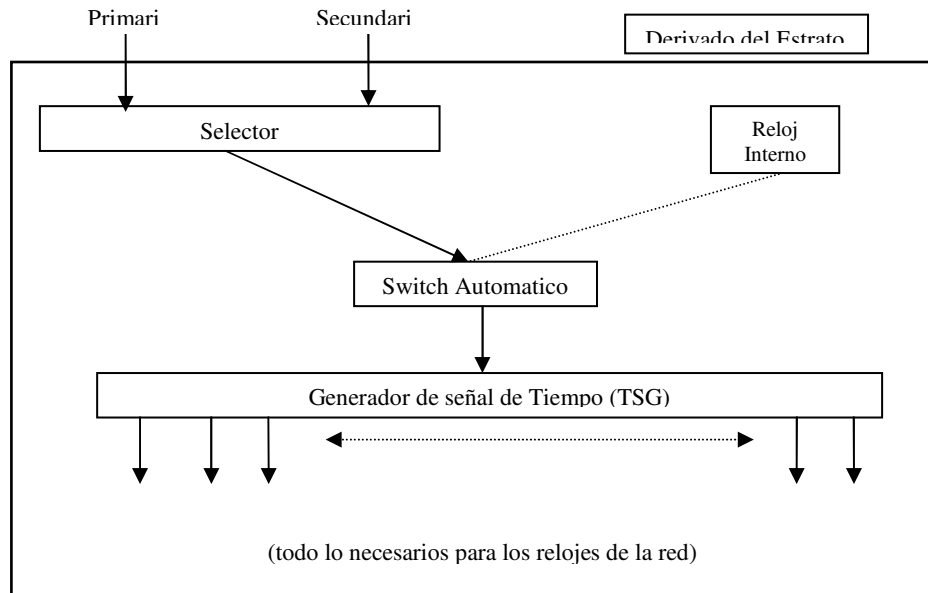 Primari
Secundari
Derivado del Estrato
Selector
Reloj
Interno
Switch Automatico
Generador de señal de Tiempo (TSG)
(todo lo necesarios para los relojes de la red)